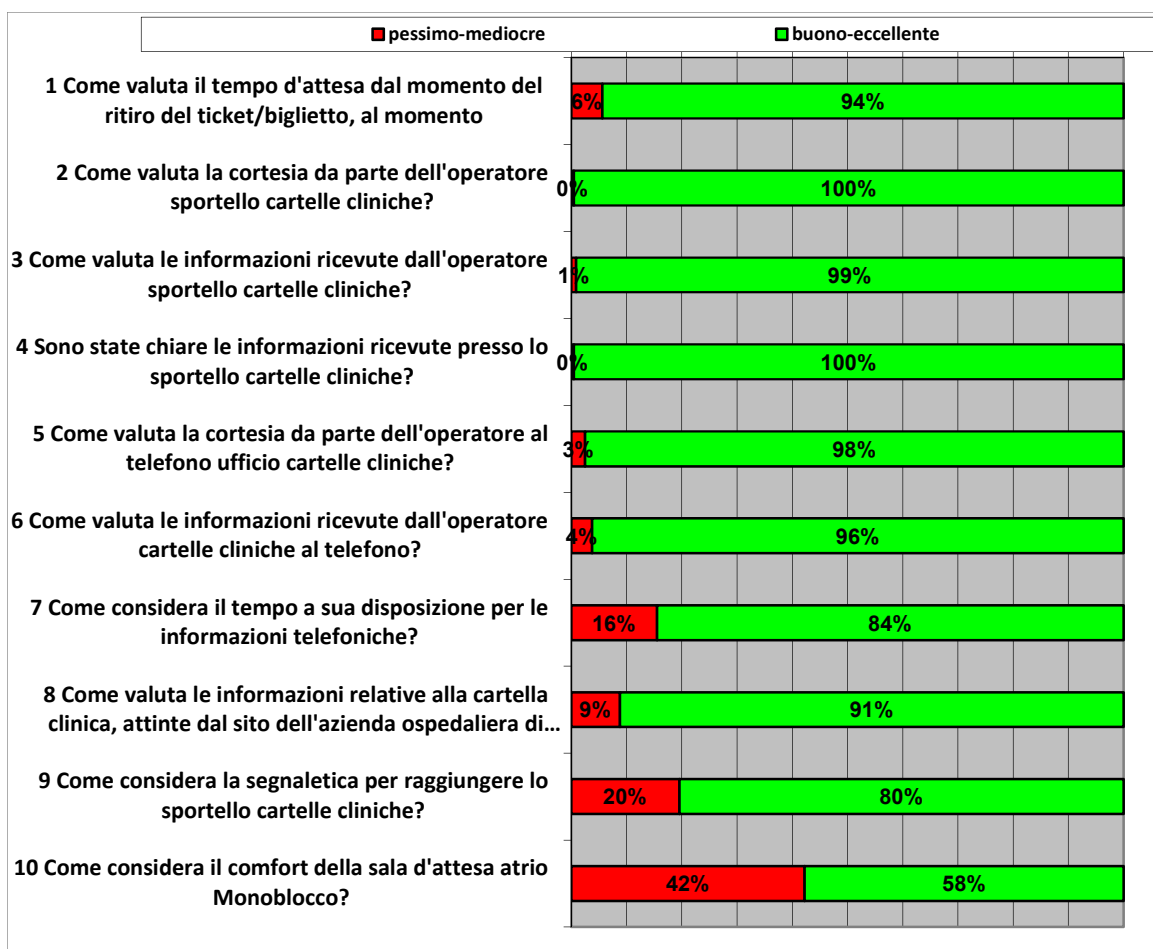 pessimo-mediocre buono-eccellente
1 Come valuta il tempo d'attesa dal momento del
ritiro del ticket/biglietto, al momento
6% 94%
2 Come valuta la cortesia da parte dell'operatore
sportello cartelle cliniche?
0% 100%
3 Come valuta le informazioni ricevute dall'operatore
sportello cartelle cliniche?
1% 99%
4 Sono state chiare le informazioni ricevute presso lo
sportello cartelle cliniche?
0% 100%
5 Come valuta la cortesia da parte dell'operatore al
telefono ufficio cartelle cliniche?
3% 98%
6 Come valuta le informazioni ricevute dall'operatore
cartelle cliniche al telefono?
4% 96%
7 Come considera il tempo a sua disposizione per le
informazioni telefoniche?
16% 84%
8 Come valuta le informazioni relative alla cartella
clinica, attinte dal sito dell'azienda ospedaliera di...
9% 91%
9 Come considera la segnaletica per raggiungere lo
sportello cartelle cliniche?
20% 80%
10 Come considera il comfort della sala d'attesa atrio
Monoblocco?
42% 58%